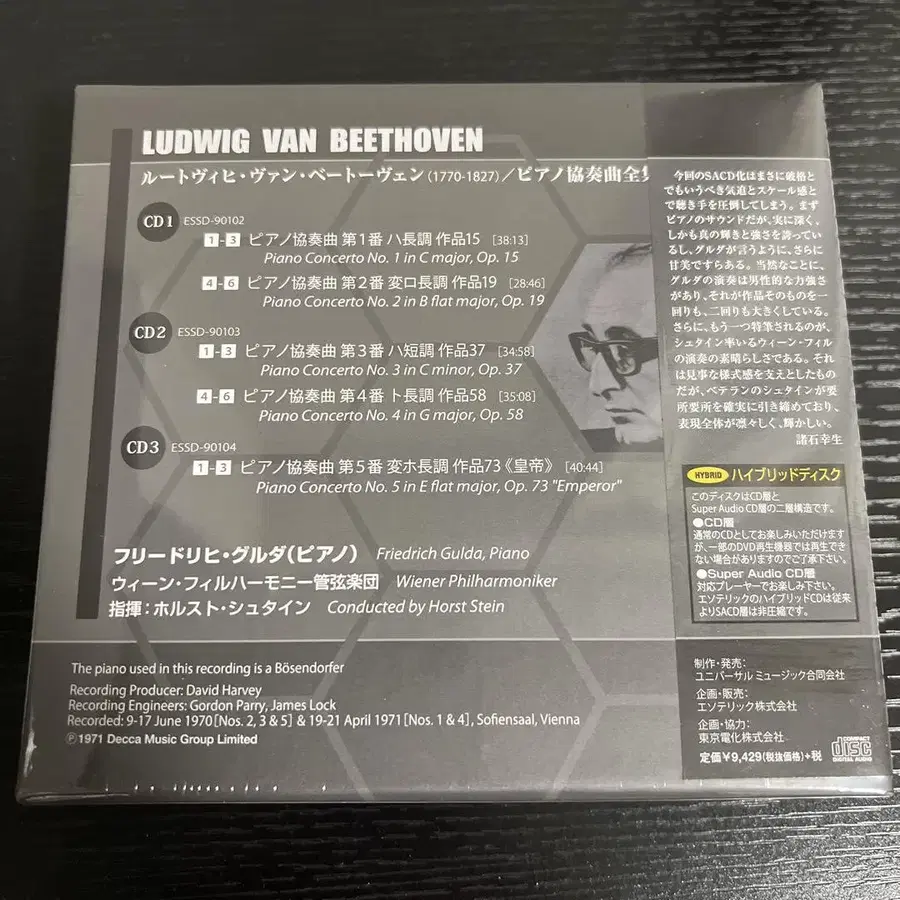 LUDWIG VAN BEETHOVEN
ルートヴィヒ・ヴァン・ベートーヴェン(1770-1827)/ピアノ協奏曲全集
CD1 ESSD-90102
1-3 ピアノ協奏曲 第1番 ハ長調 作品15 [38:13]
Piano Concerto No. 1 in C major, Op. 15
4-6 ピアノ協奏曲 第2番 変ロ長調 作品19 [28:46]
Piano Concerto No. 2 in B flat major, Op. 19
CD2 ESSD-90103
1-3 ピアノ協奏曲 第3番 ハ短調 作品37 [34:58]
Piano Concerto No. 3 in C minor, Op. 37
4-6 ピアノ協奏曲 第4番 ト長調 作品58 [35:08]
Piano Concerto No. 4 in G major, Op. 58
CD3 ESSD-90104
1-3 ピアノ協奏曲 第5番 変ホ長調 作品73《皇帝》 [40:44]
Piano Concerto No. 5 in E flat major, Op. 73 "Emperor"
フリードリヒ・グルダ(ピアノ) Friedrich Gulda, Piano
ウィーン・フィルハーモニー管弦楽団 Wiener Philharmoniker
指揮:ホルスト・シュタイン Conducted by Horst Stein
The piano used in this recording is a Bösendorfer
Recording Producer: David Harvey
Recording Engineers: Gordon Parry, James Lock
Recorded: 9-17 June 1970 [Nos. 2, 3 & 5] & 19-21 April 1971 [Nos. 1 & 4], Sofiensaal, Vienna
℗1971 Decca Music Group Limited
今回のSACD化はまさに破格と
でもいうべき気迫とスケール感と
で聴き手を圧倒してしまう。まず
ピアノのサウンドだが、実に深く、
しかも真の輝きと強さを誇ってい
るし、グルダが言うように、さらに
甘美ですらある。当然なことに、
グルダの演奏は男性的な力強さ
があり、それが作品そのものを一
回りも、二回りも大きくしている。
さらに、もう一つ特筆されるのが、
シュタイン率いるウィーン・フィル
の演奏の素晴らしさである。それ
は見事な様式感を支えとしたもの
だが、ベテランのシュタインが要
所要所を確実に引き締めており、
表現全体が凛々しく、輝かしい。
諸石幸生
HYBRID ハイブリッドディスク
このディスクはCD層と
Super Audio CD層の二層構造です。
●CD層
通常のCDとしてお楽しみいただけます
が、一部のDVD再生機器では再生でき
ない場合がありますのでご了承下さい。
●Super Audio CD層
対応プレーヤーでお楽しみ下さい。
エソテリックのハイブリッドCDは従来
よりSACD層は非圧縮です。
制作・発売:
ユニバーサル ミュージック合同会社
企画・販売:
エソテリック株式会社
企画・協力:
東京電化株式会社
定価¥9,429(税抜価格)+税
COMPACT
disc
DIGITAL AUDIO